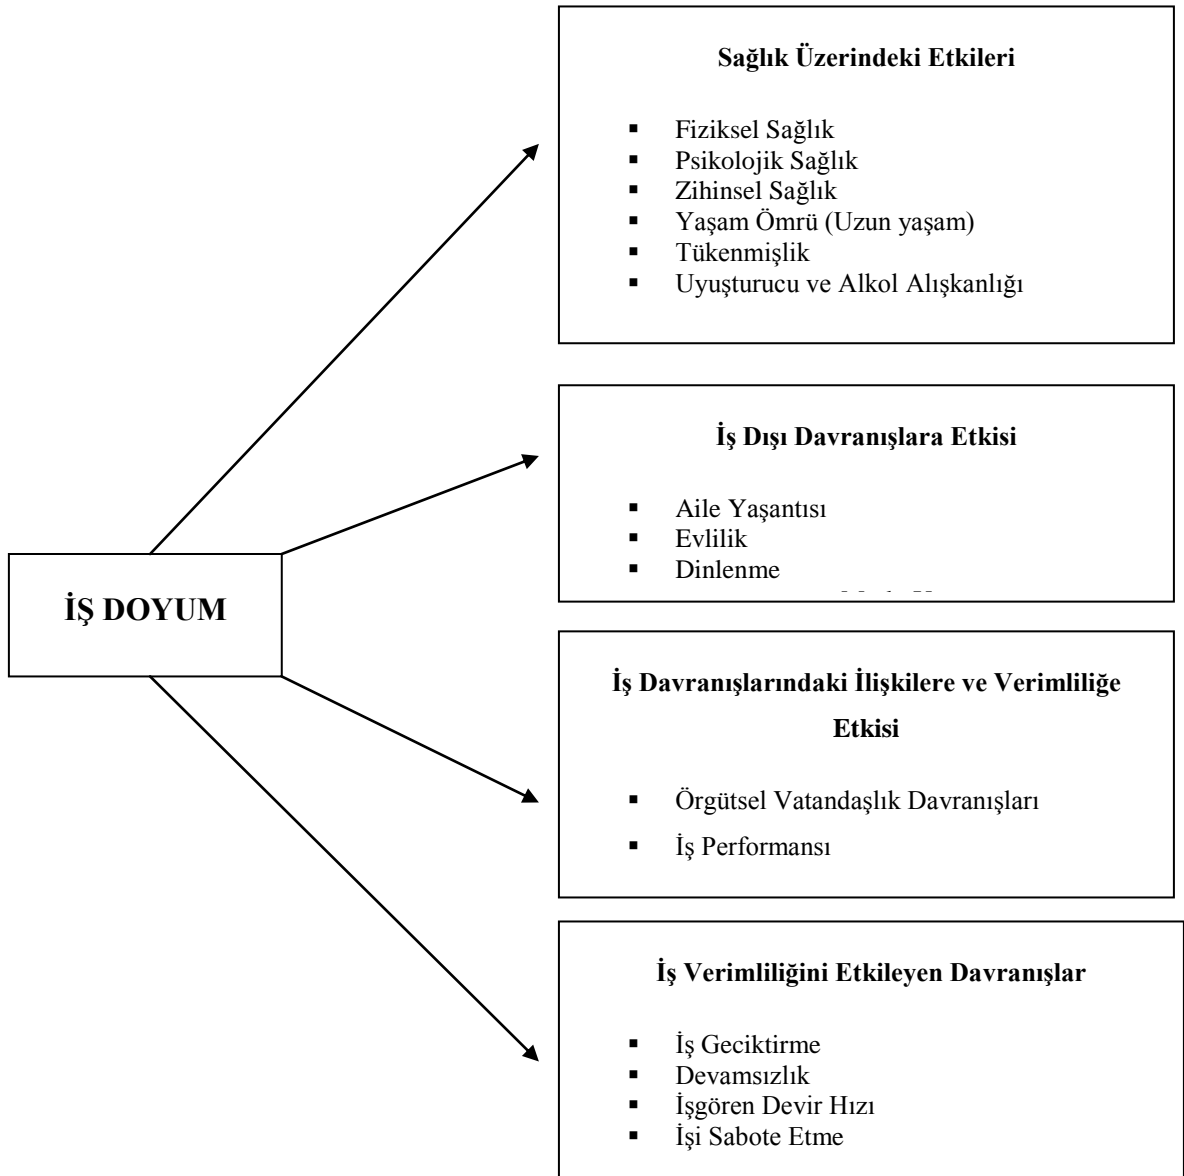 Sağlık Üzerindeki Etkileri
▪ Fiziksel Sağlık
▪ Psikolojik Sağlık
▪ Zihinsel Sağlık
▪ Yaşam Ömrü (Uzun yaşam)
▪ Tükenmişlik
▪ Uyuşturucu ve Alkol Alışkanlığı
İş Dışı Davranışlara Etkisi
▪ Aile Yaşantısı
▪ Evlilik
▪ Dinlenme
İŞ DOYUM
İş Davranışlarındaki İlişkilere ve Verimliliğe
Etkisi
▪ Örgütsel Vatandaşlık Davranışları
▪ İş Performansı
İş Verimliliğini Etkileyen Davranışlar
▪ İş Geciktirme
▪ Devamsızlık
▪ İşgören Devir Hızı
▪ İşi Sabote Etme